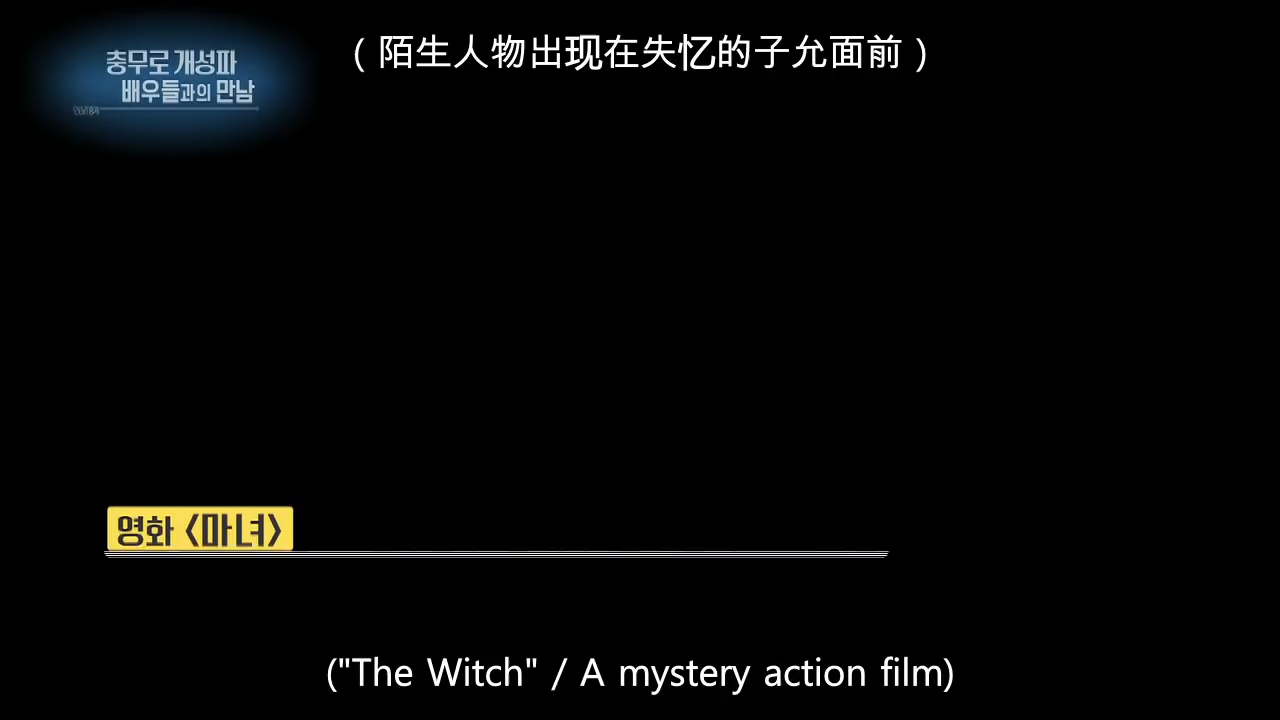 충무로 개성파
배우들과의 만남
（陌生人物出现在失忆的子允面前）
영화 <마녀>
("The Witch" / A mystery action film)